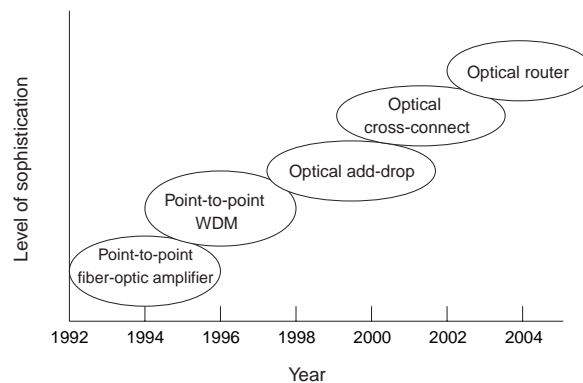 Level of sophistication
Optical router
Optical
cross-connect
Optical add-drop
Point-to-point
WDM
Point-to-point
fiber-optic amplifier
1992 1994 1996 1998 2000 2002 2004
Year